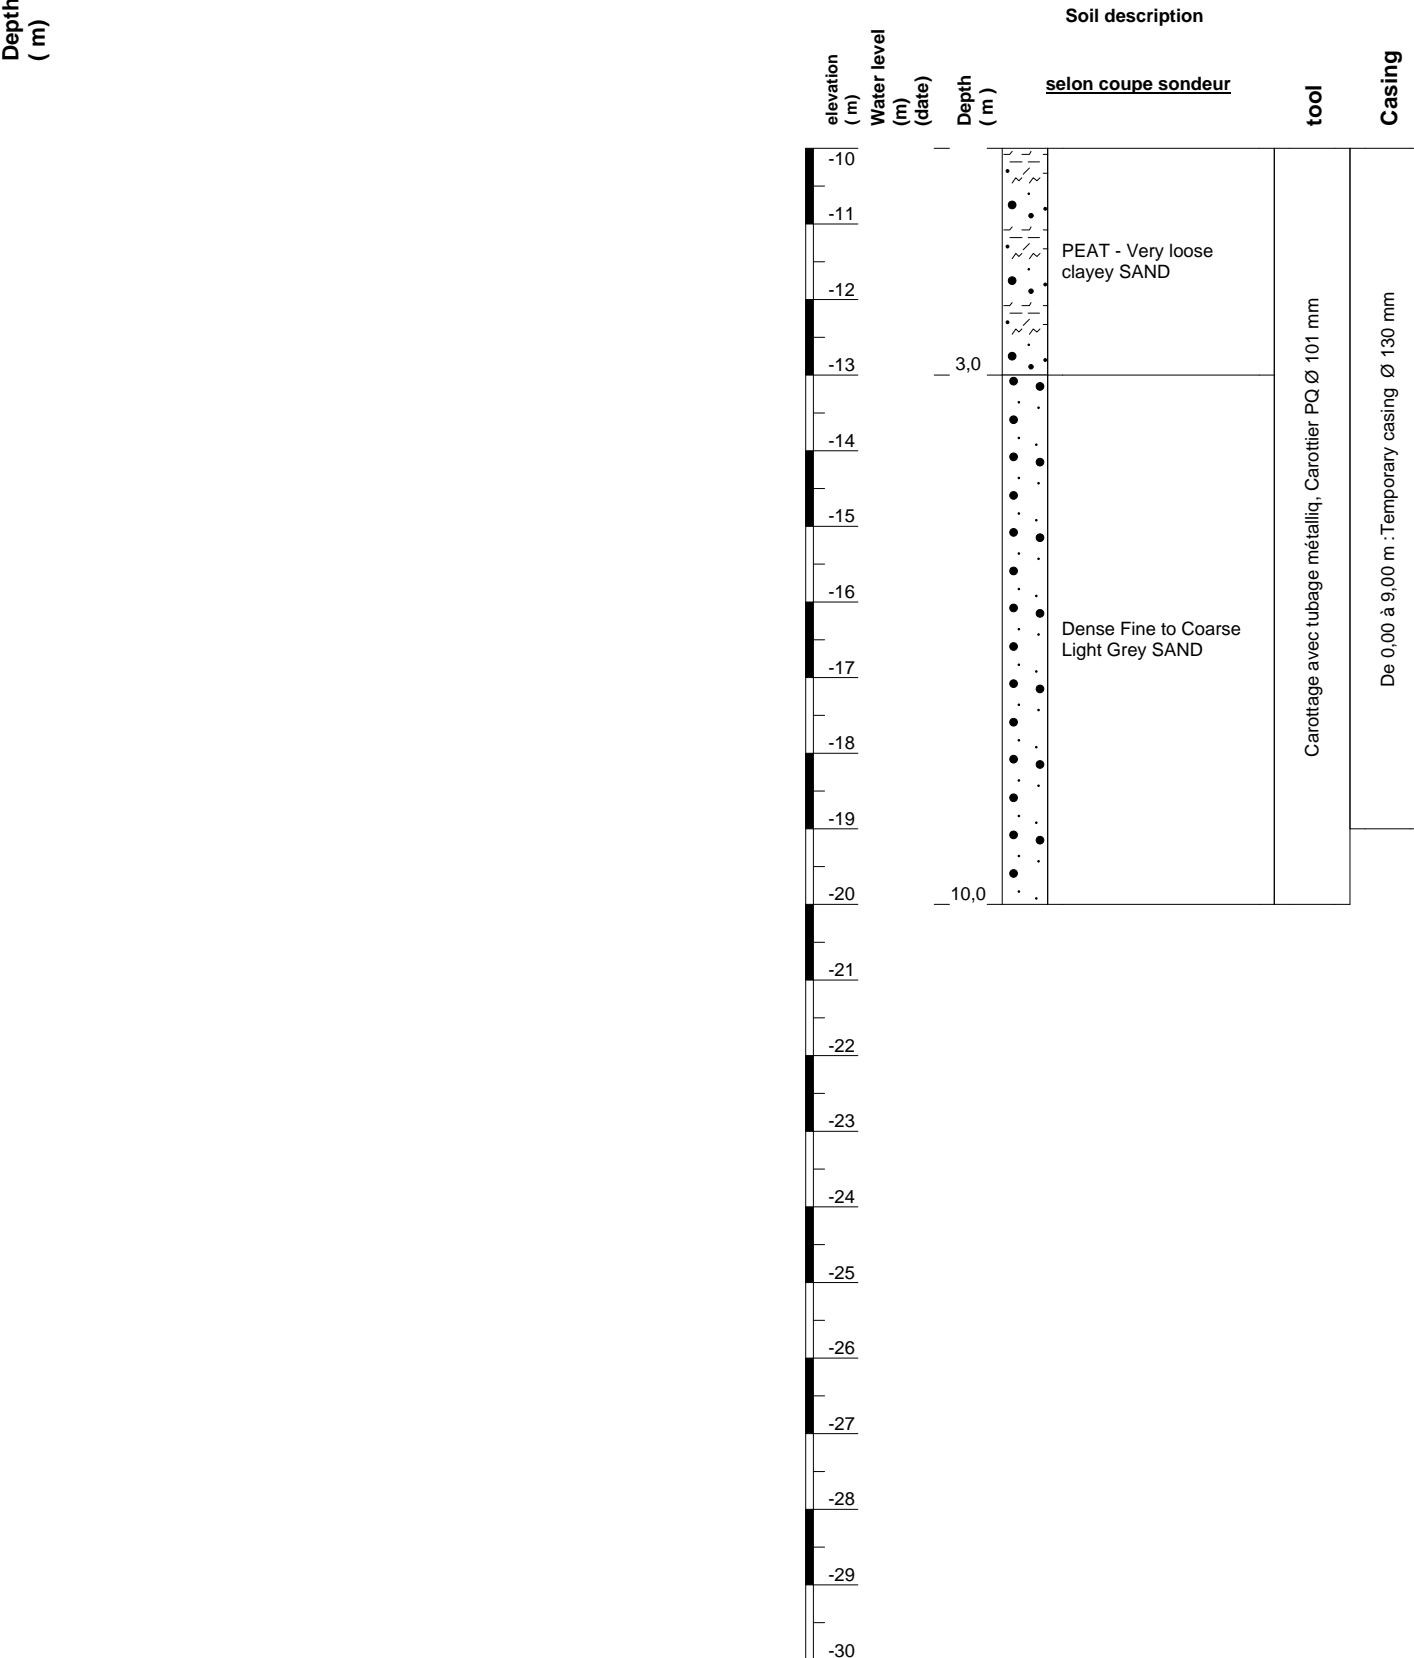 Depth
( m)
Soil description
selon coupe sondeur
elevation
( m)
Water level
(m)
(date)
Depth
( m )
tool
Casing
-10
-11
PEAT - Very loose
clayey SAND
-12
-13
3,0
-14
-15
-16
Dense Fine to Coarse
Light Grey SAND
-17
-18
-19
-20
10,0
Carottage avec tubage métalliq, Carottier PQ Ø 101 mm
De 0,00 à 9,00 m : Temporary casing Ø 130 mm
-21
-22
-23
-24
-25
-26
-27
-28
-29
-30